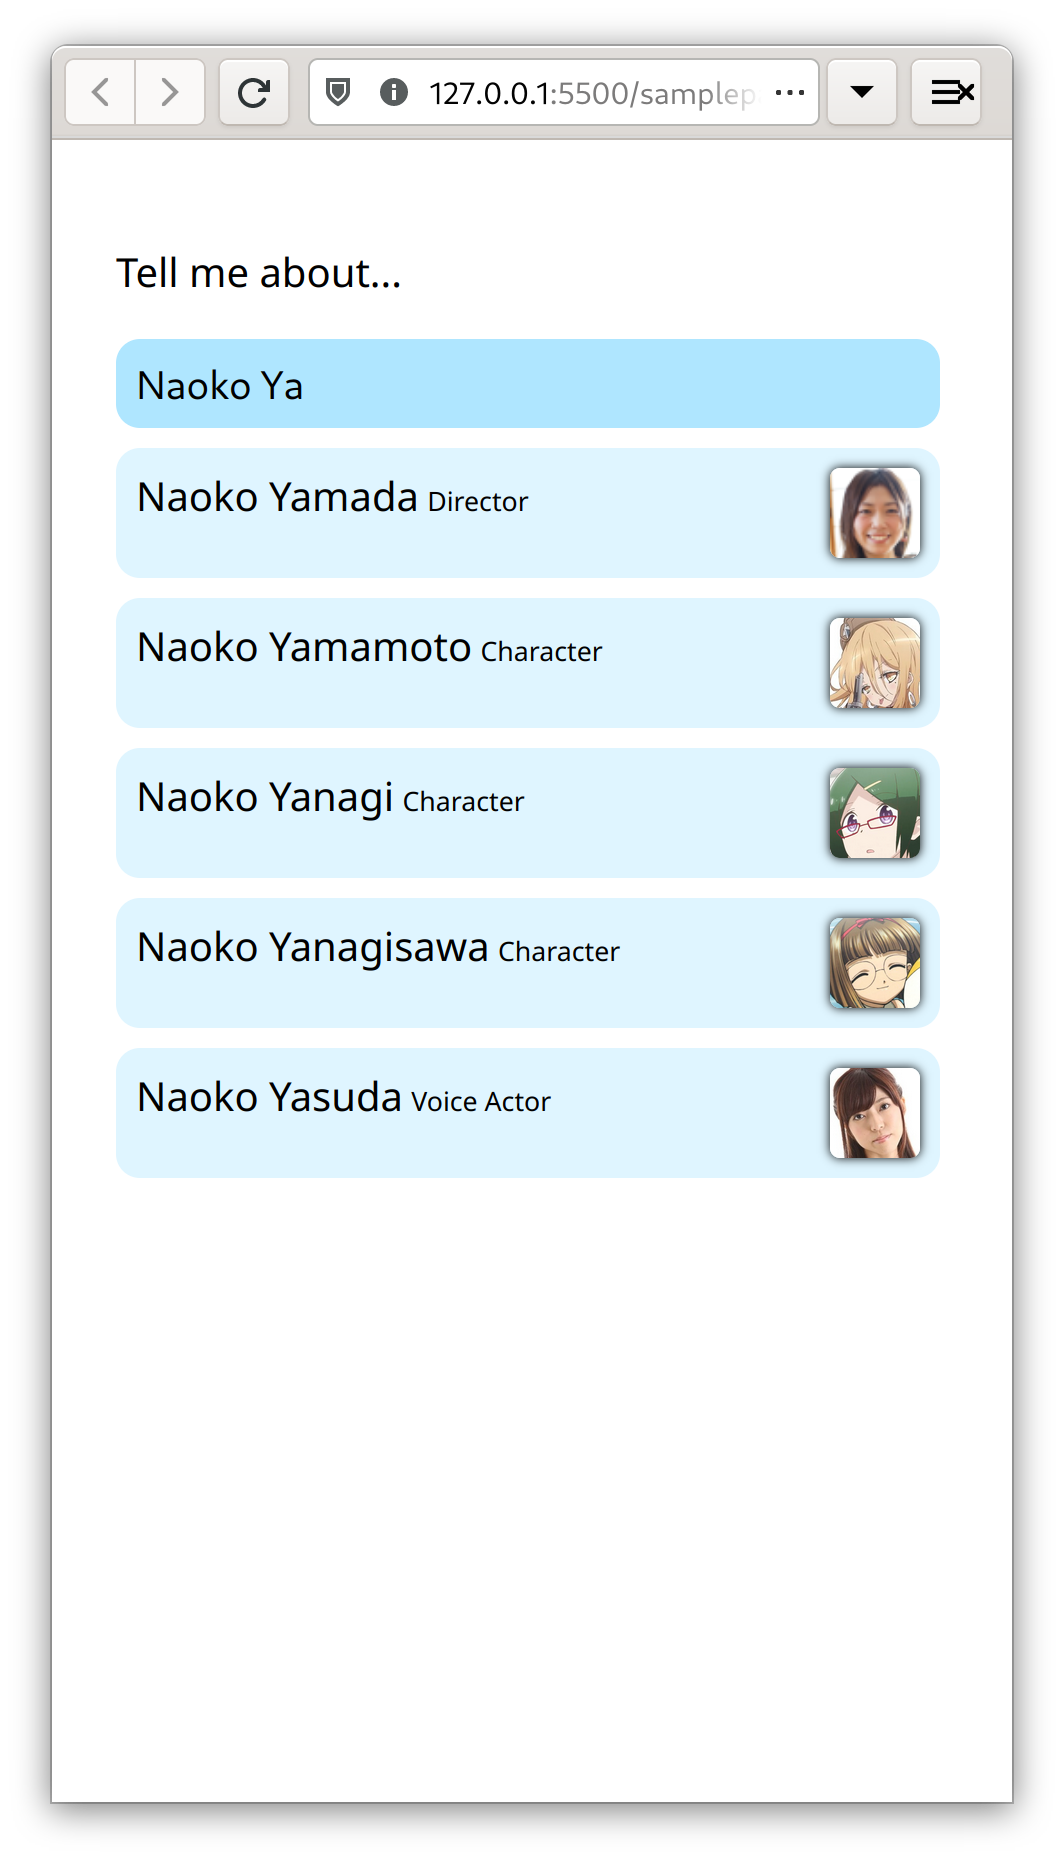 127.0.0.1:5500/samplep
Tell me about...
Naoko Ya
Naoko Yamada Director
Naoko Yamamoto Character
Naoko Yanagi Character
Naoko Yanagisawa Character
Naoko Yasuda Voice Actor